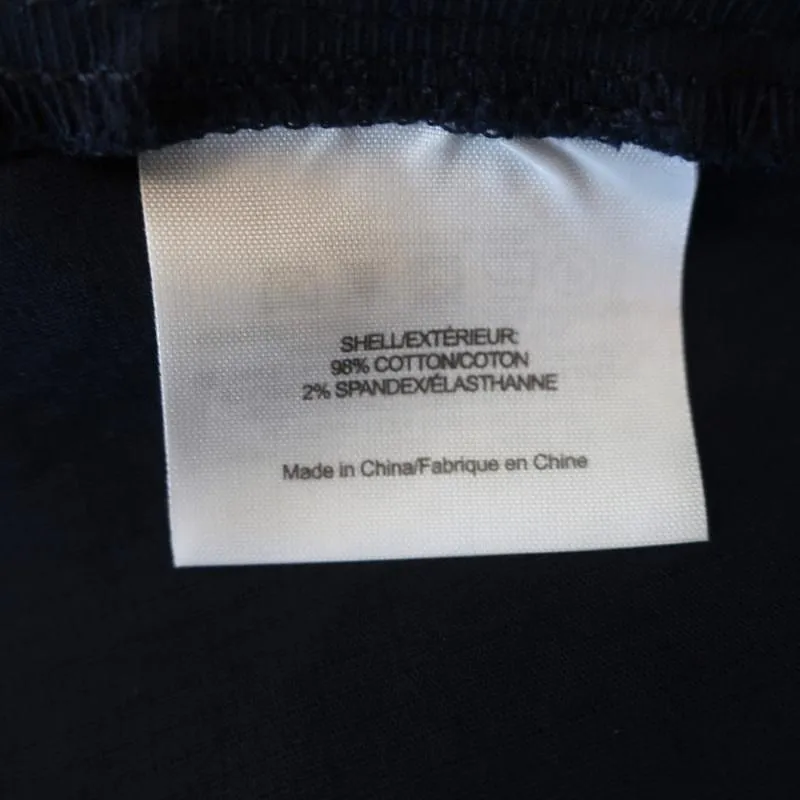 SHELL/EXTÉRIEUR:
98% COTTON/COTON
2% SPANDEX/ÉLASTHANNE
Made in China/Fabrique en Chine